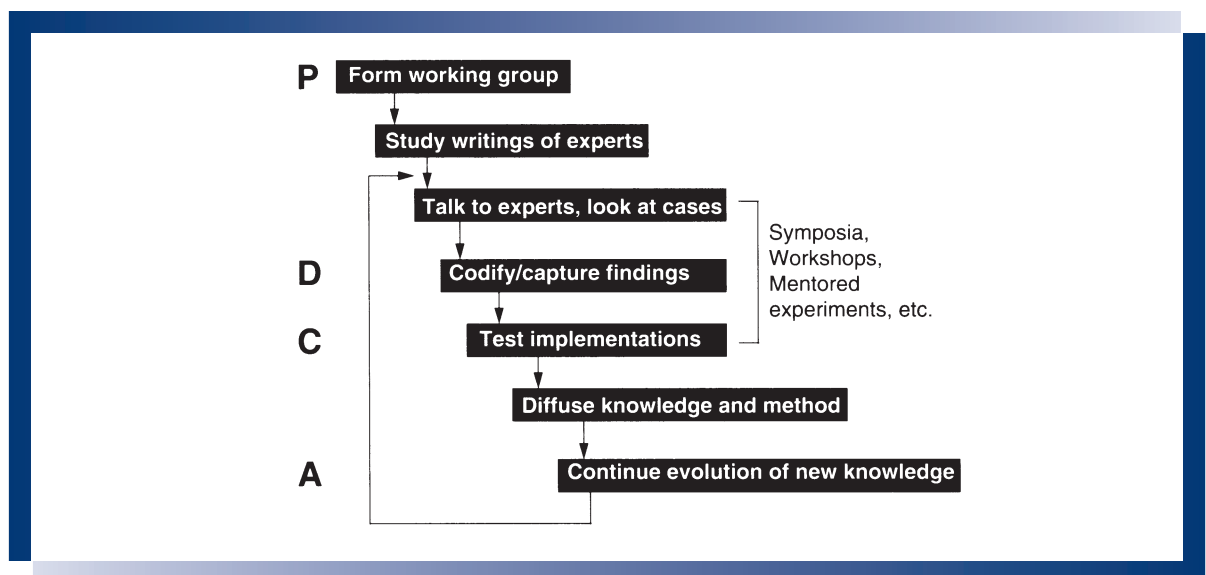 P Form working group
Study writings of experts
Talk to experts, look at cases
Symposia,
Workshops,
Mentored
experiments, etc.
D Codify/capture findings
C Test implementations
Diffuse knowledge and method
A Continue evolution of new knowledge